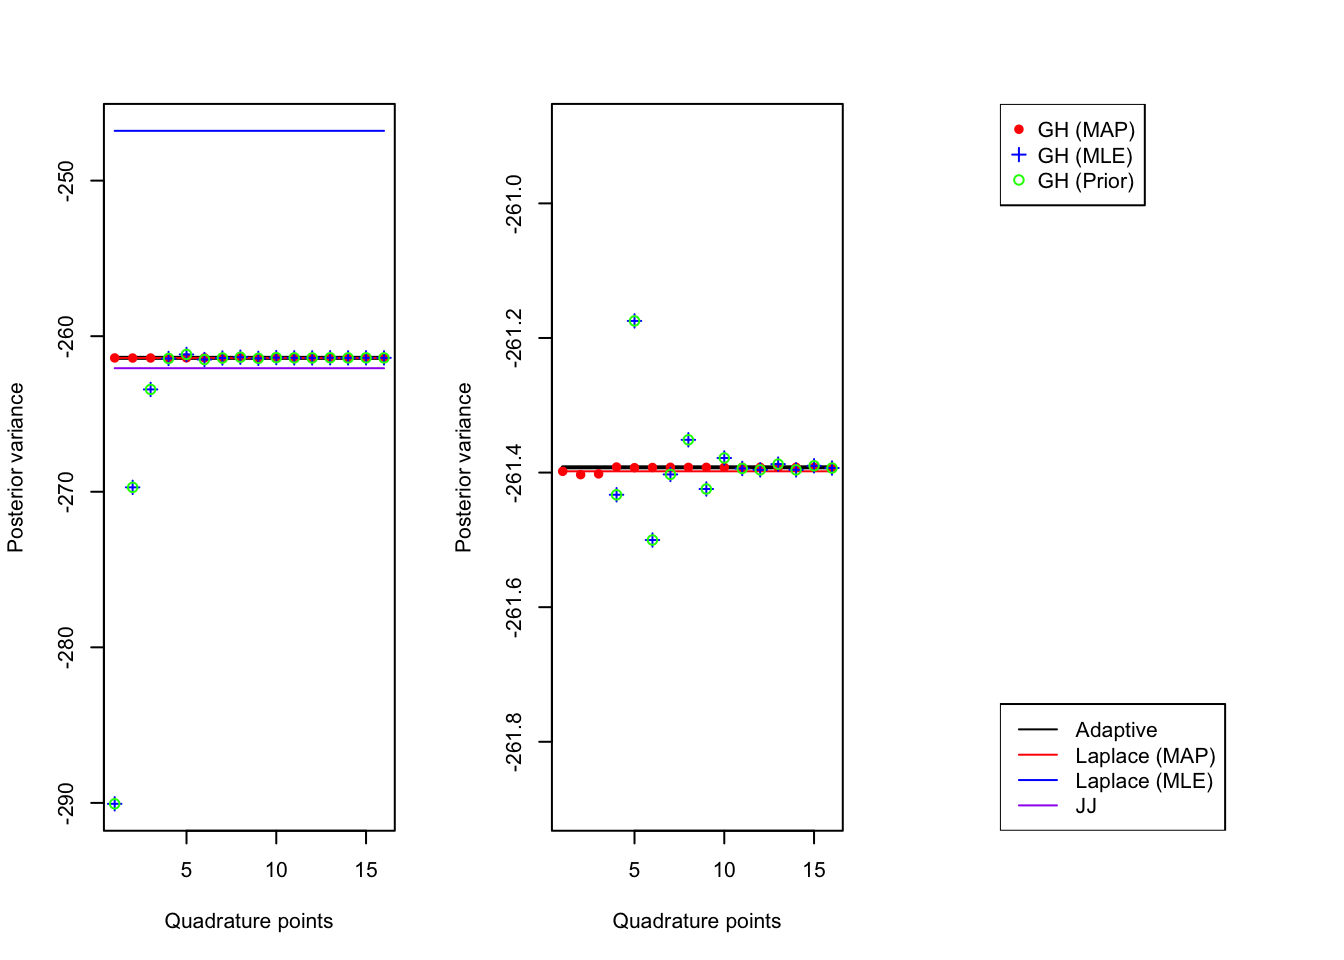 Posterior variance
-250
-260
-270
-280
-290
5
10
15
Quadrature points
Posterior variance
-261.0
-261.2
-261.4
-261.6
-261.8
5
10
15
Quadrature points
GH (MAP)
GH (MLE)
GH (Prior)
Adaptive
Laplace (MAP)
Laplace (MLE)
JJ